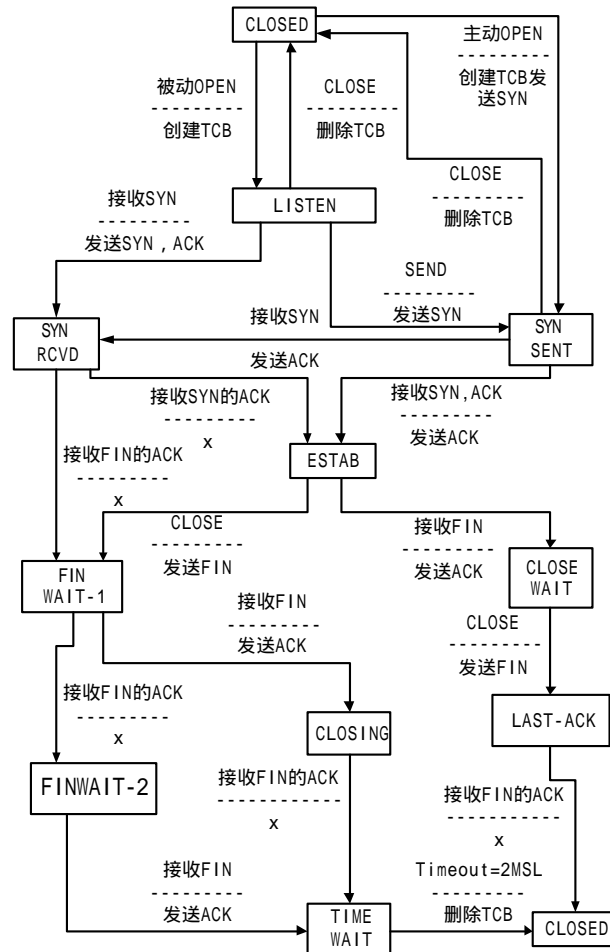 CLOSED
主动OPEN
---------
创建TCB发
送SYN
被动OPEN
---------
创建TCB
CLOSE
---------
删除TCB
CLOSE
---------
删除TCB
接收SYN
---------
发送SYN，ACK
LISTEN
SEND
---------
发送SYN
SYN
RCVD
接收SYN
发送ACK
SYN
SENT
接收SYN的ACK
---------
x
接收SYN,ACK
---------
发送ACK
接收FIN的ACK
---------
x
ESTAB
CLOSE
---------
发送FIN
接收FIN
---------
发送ACK
FIN
WAIT-1
CLOSE
WAIT
接收FIN
---------
发送ACK
CLOSE
---------
发送FIN
接收FIN的ACK
---------
x
CLOSING
LAST-ACK
FINWAIT-2
接收FIN的ACK
---------
x
接收FIN的ACK
---------
x
接收FIN
---------
发送ACK
TIME
WAIT
Timeout=2MSL
---------
删除TCB
CLOSED